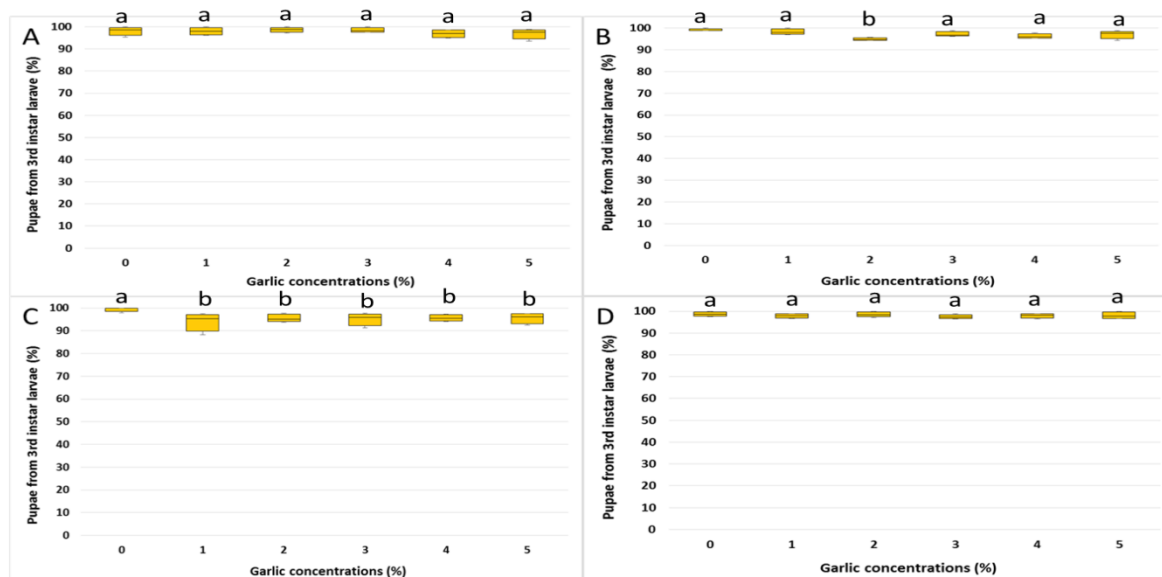 A
a a a a a a
100
90
80
70
60
50
40
30
20
10
0
0 1 2 3 4 5
Pupae from 3rd instar larave (%)
Garlic concentrations (%)
B
a a b a a a
100
90
80
70
60
50
40
30
20
10
0
0 1 2 3 4 5
Pupae from 3rd instar larvae (%)
Garlic concentrations (%)
C
a b b b b b
100
90
80
70
60
50
40
30
20
10
0
0 1 2 3 4 5
Pupae from 3rd instar larvae (%)
Garlic concentrations (%)
D
a a a a a a
100
90
80
70
60
50
40
30
20
10
0
0 1 2 3 4 5
Pupae from 3rd instar larvae (%)
Garlic concentrations (%)